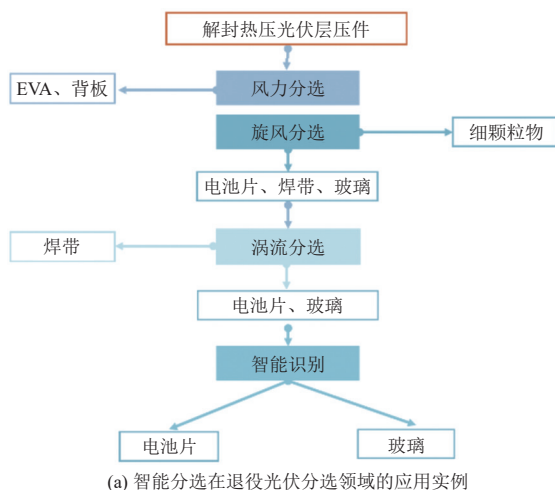 解封热压光伏层压件
EVA、背板
风力分选
旋风分选
细颗粒物
电池片、焊带、玻璃
焊带
涡流分选
电池片、玻璃
智能识别
电池片
玻璃
(a) 智能分选在退役光伏分选领域的应用实例